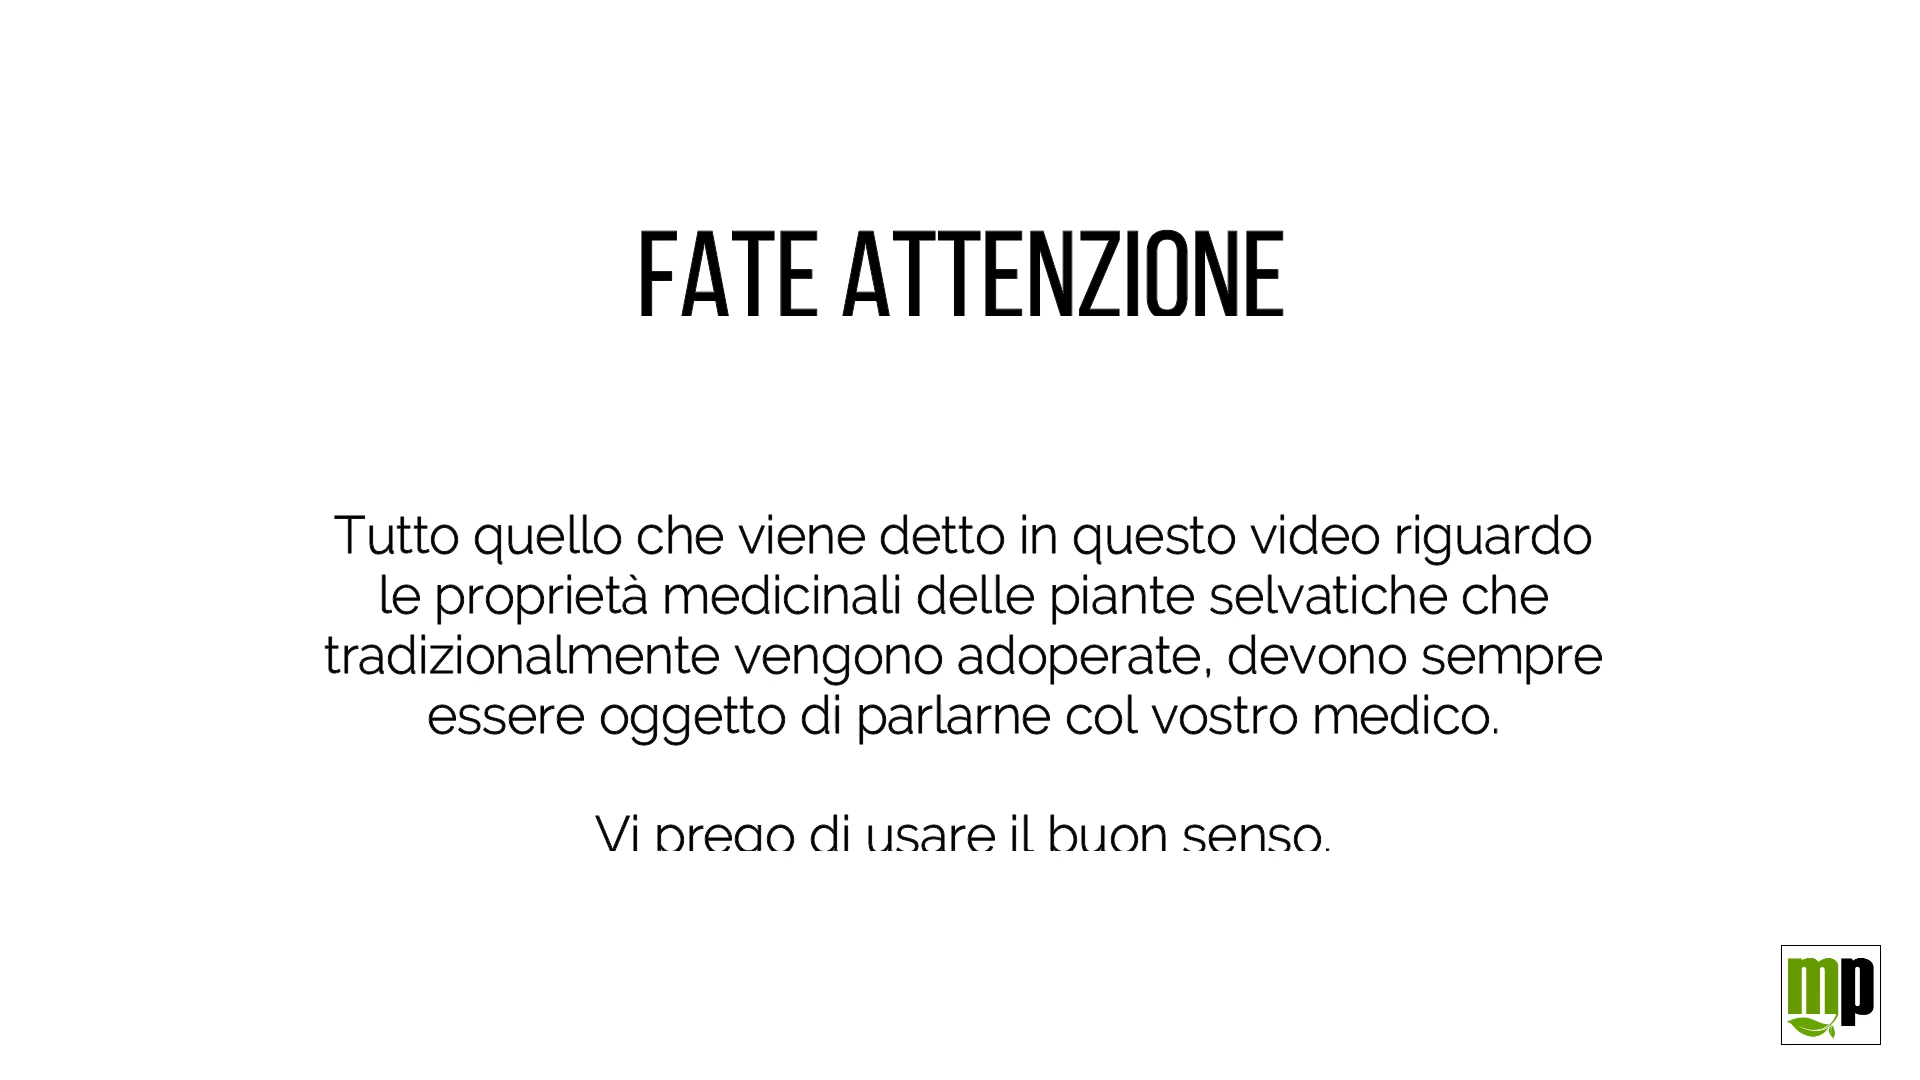 FATE ATTENZIONE
Tutto quello che viene detto in questo video riguardo
le proprietà medicinali delle piante selvatiche che
tradizionalmente vengono adoperate, devono sempre
essere oggetto di parlarne col vostro medico.
Vi prego di usare il buon senso.
mp